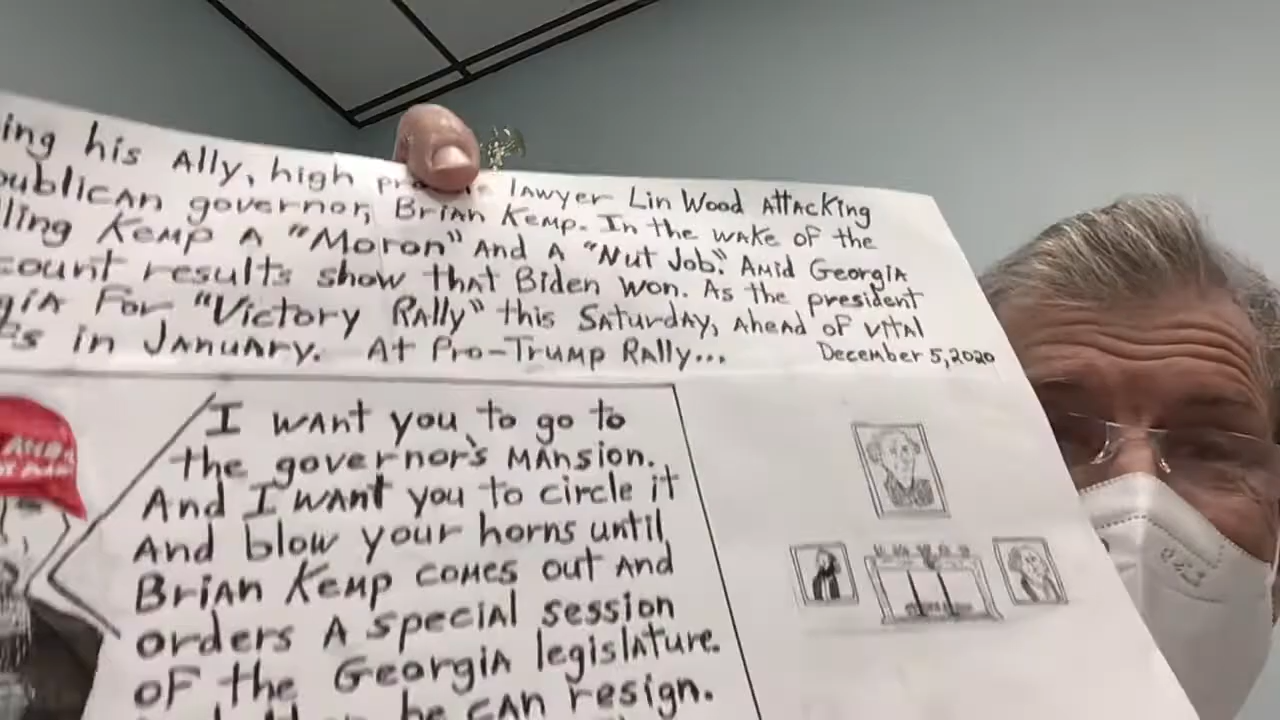 ing his Ally, high lawyer Lin Wood Attacking
publican governor, Brian Kemp. In the wake of the
lling Kemp A "Moron" And A "Nut Job." Amid Georgia
count results show that Biden won. As the president
gia For "Victory Rally" this Saturday, Ahead of vital
es in January. At Pro-Trump Rally...
December 5, 2020
I want you to go to
the governor's Mansion.
And I want you to circle it
And blow your horns until
Brian Kemp comes out And
orders A special session
of the Georgia legislature.
he can resign.